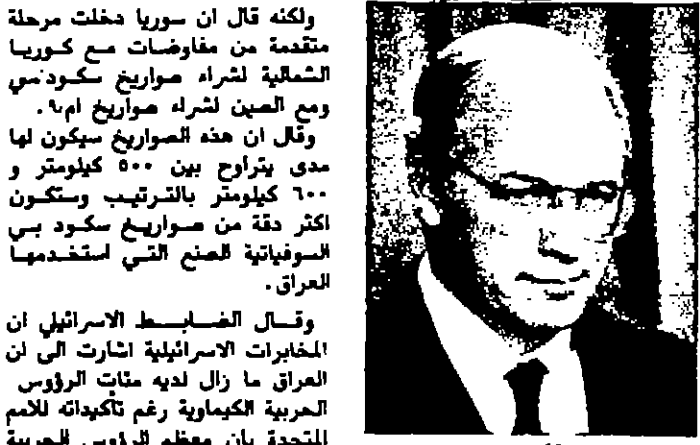 ولكنه قال ان سوريا دخلت مرحلة
متقدمة من مفاوضات مع كوريا
الشمالية لشراء صواريخ سكود سي
ومع الصين لشراء صواريخ ام٩.
وقال ان هذه الصواريخ سيكون لها
مدى يتراوح بين ٥٠٠ كيلومتر و
٦٠٠ كيلومتر بالترتيب وستكون
اكثر دقة من صواريخ سكود بي
السوفياتية الصنع التي استخدمها
العراق.
وقال الضابط الاسرائيلي ان
المخابرات الاسرائيلية اشارت الى ان
العراق ما زال لديه مئات الرؤوس
الحربية الكيماوية رغم تأكيداته للامم
المتحدة بان معظم الرؤوس الحربية